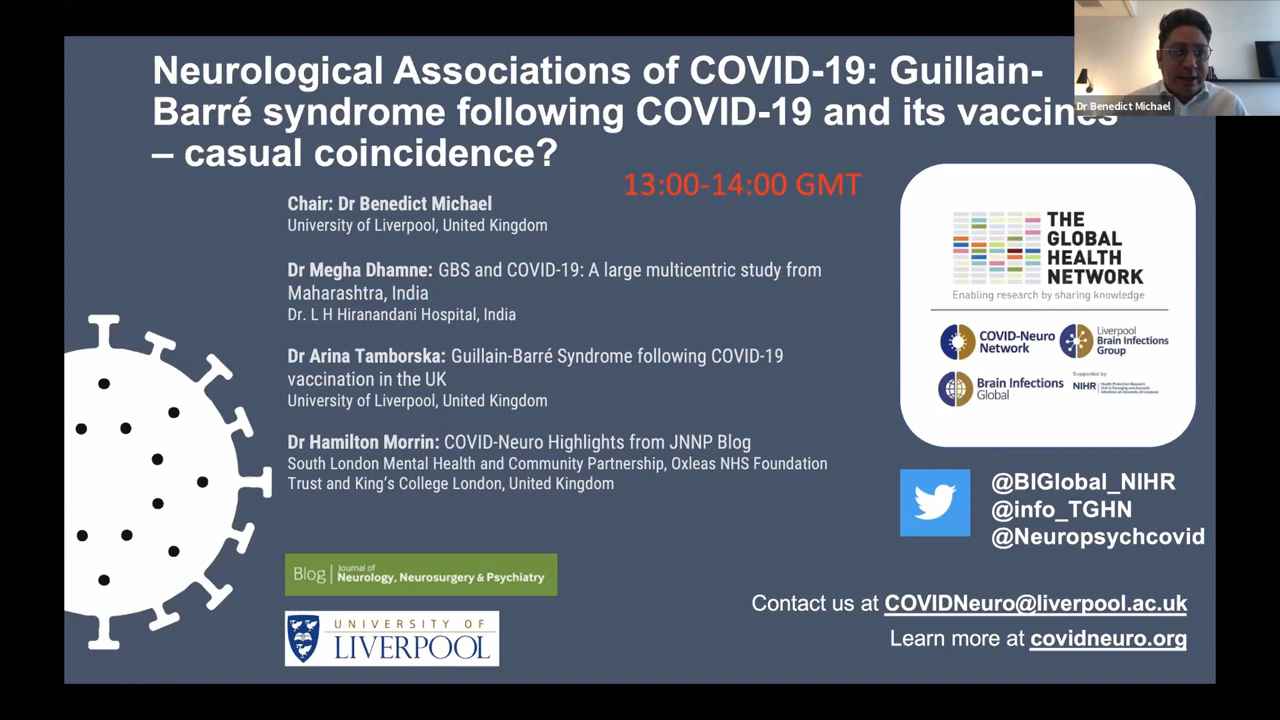 Neurological Associations of COVID-19: Guillain-
Barré syndrome following COVID-19 and its vaccines
– casual coincidence?
13:00-14:00 GMT
Dr Benedict Michael
Chair: Dr Benedict Michael
University of Liverpool, United Kingdom
Dr Megha Dhamne: GBS and COVID-19: A large multicentric study from
Maharashtra, India
Dr. L H Hiranandani Hospital, India
Dr Arina Tamborska: Guillain-Barré Syndrome following COVID-19
vaccination in the UK
University of Liverpool, United Kingdom
Dr Hamilton Morrin: COVID-Neuro Highlights from JNNP Blog
South London Mental Health and Community Partnership, Oxleas NHS Foundation
Trust and King's College London, United Kingdom
Blog | Journal of
Neurology, Neurosurgery & Psychiatry
UNIVERSITY OF
LIVERPOOL
THE
GLOBAL
HEALTH
NETWORK
Enabling research by sharing knowledge
COVID-Neuro
Network
Liverpool
Brain Infections
Group
Brain Infections
Global
Supported by
NIHR
@BIGlobal_NIHR
@info_TGHN
@Neuropsychcovid
Contact us at COVIDNeuro@liverpool.ac.uk
Learn more at covidneuro.org